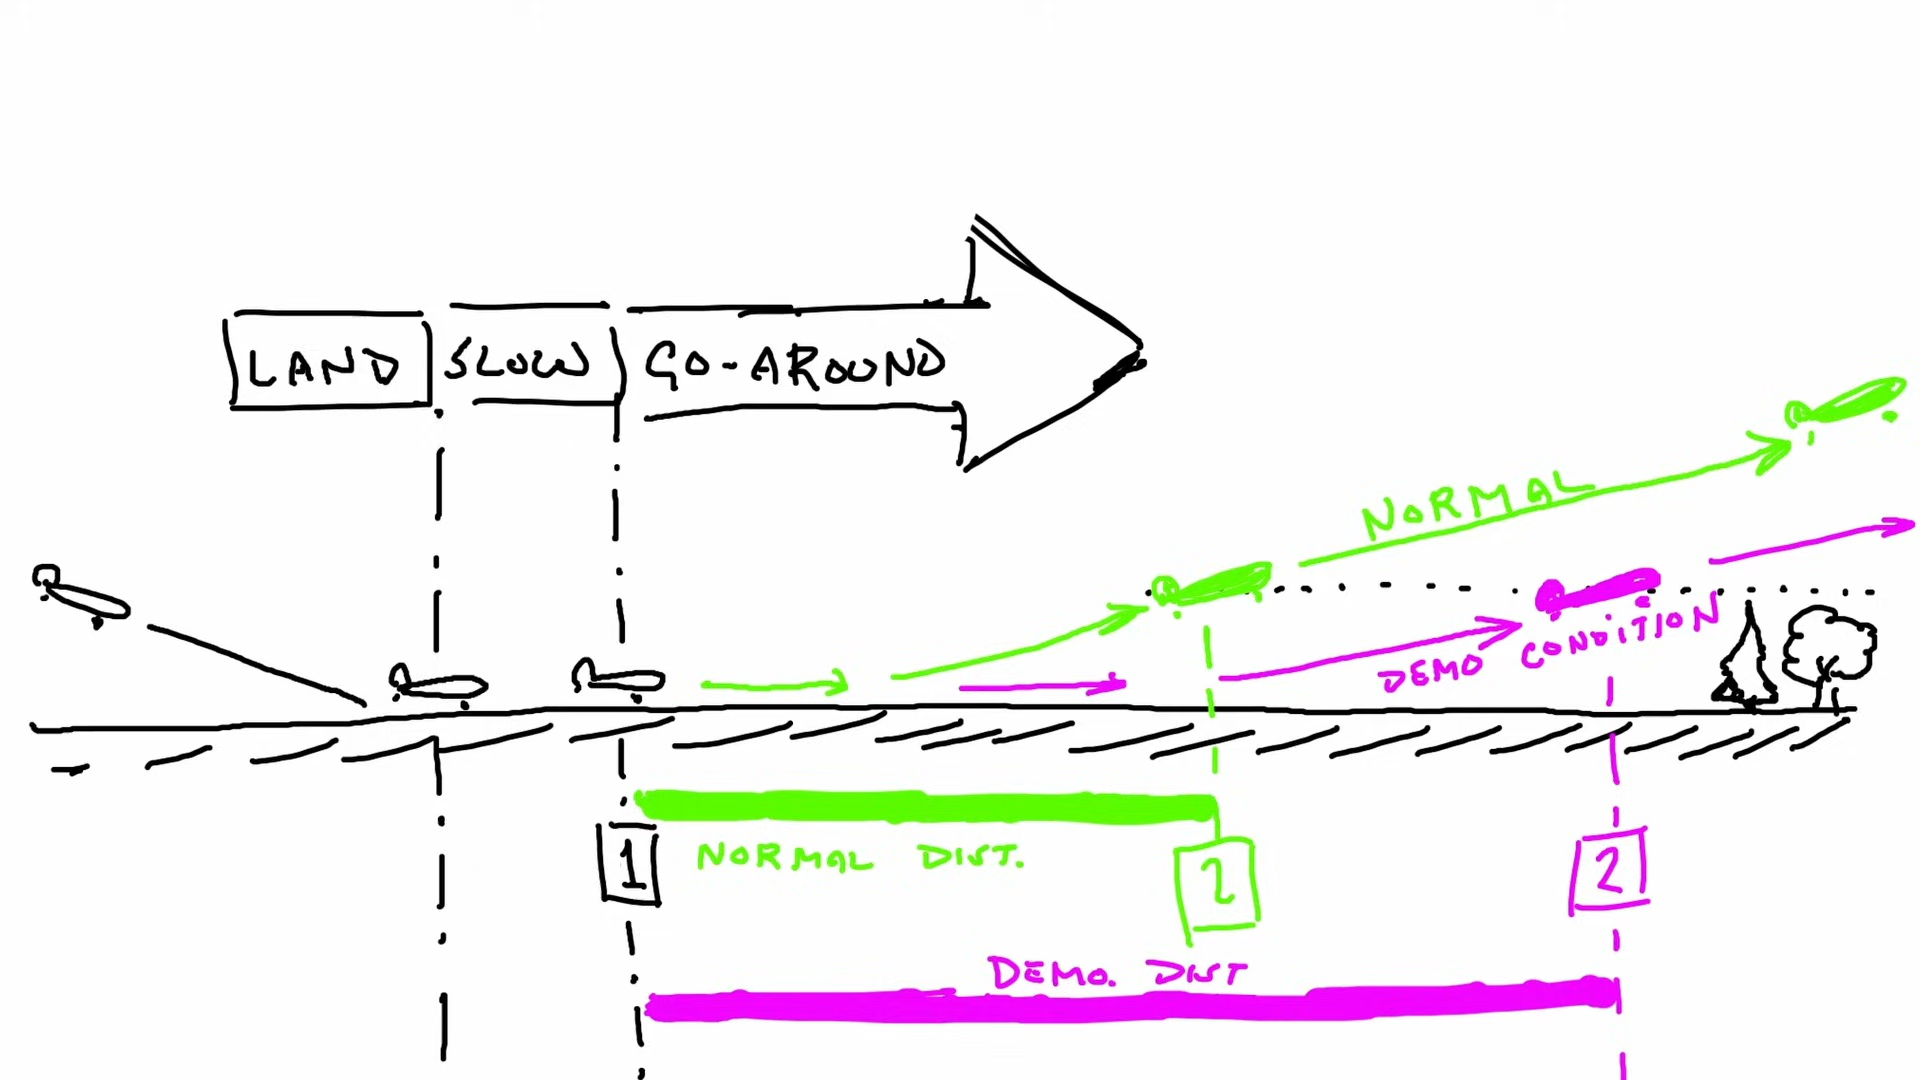 LAND SLOW GO-AROUND
NORMAL
DEMO CONDITION
1
NORMAL DIST.
2
2
DEMO. DIST